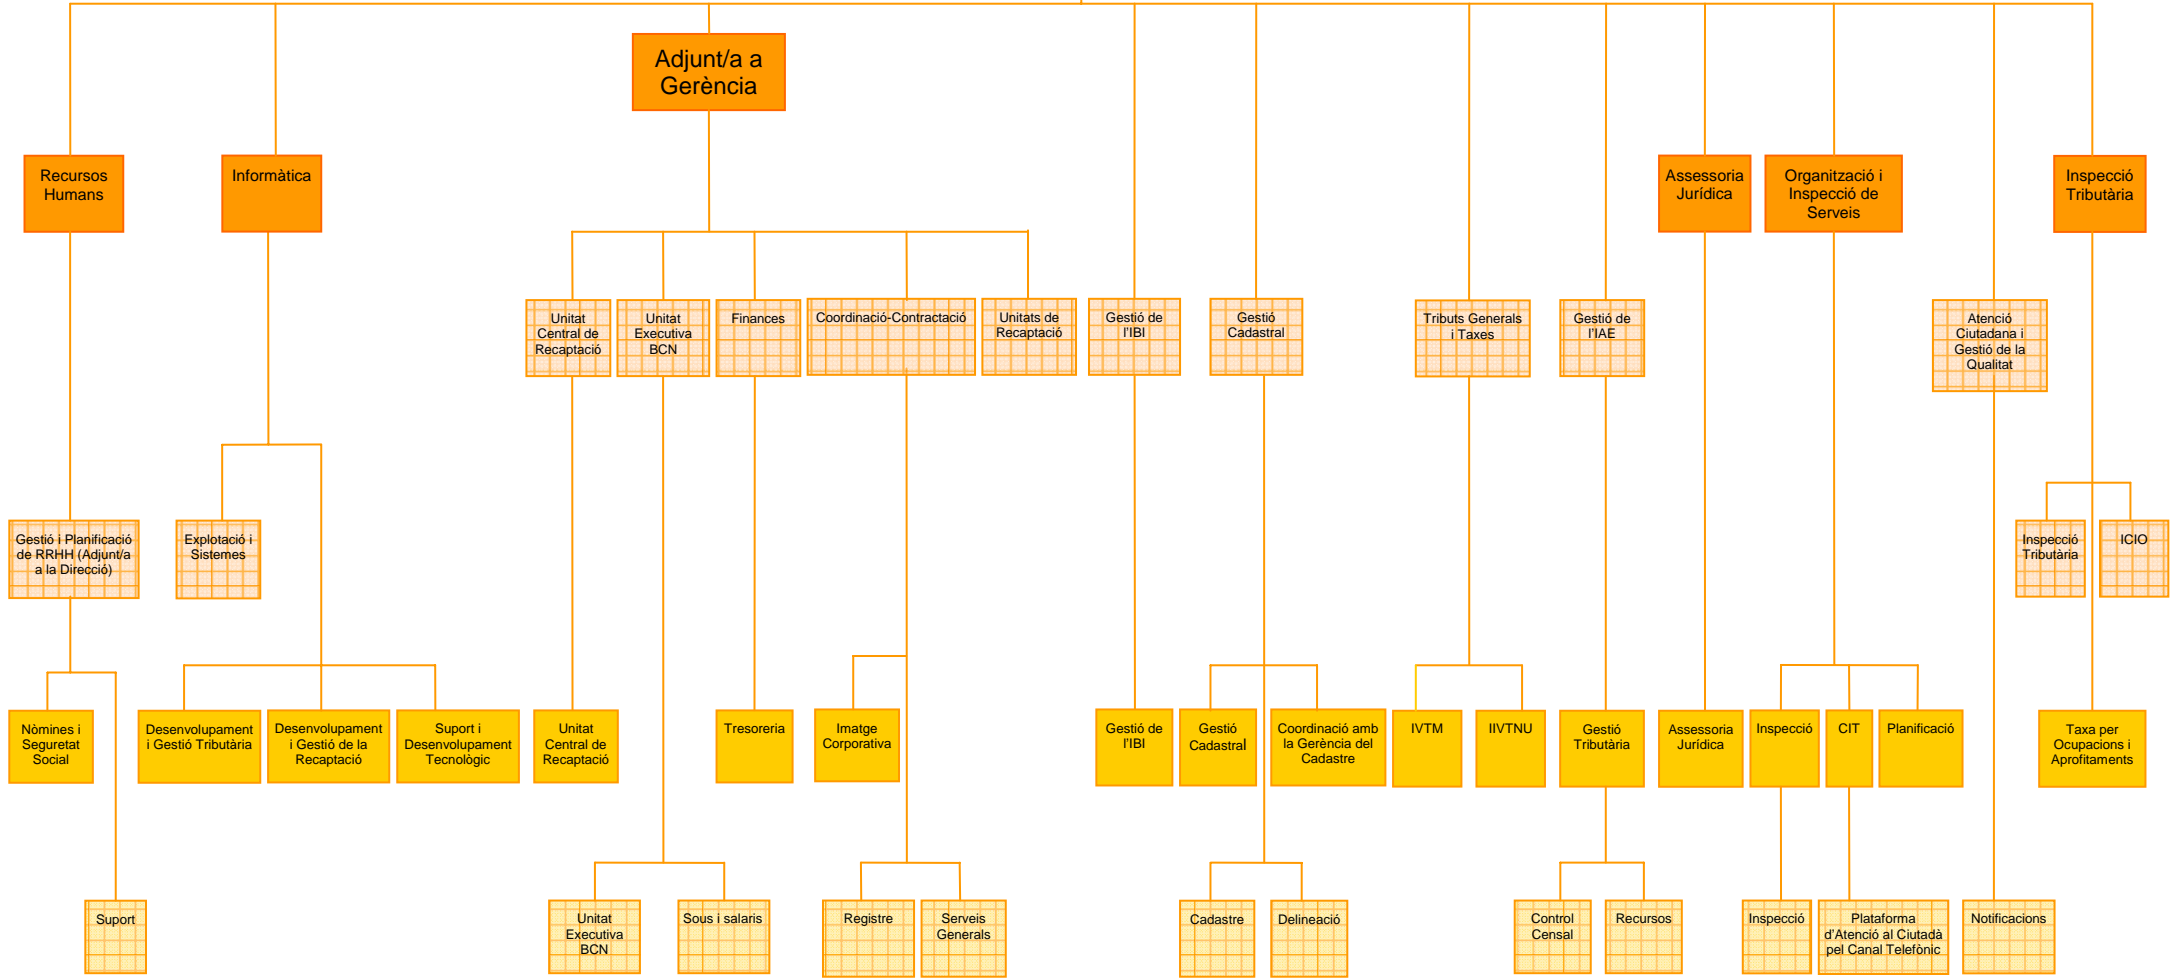 Adjunt/a a
Gerència
Recursos
Humans
Informàtica
Assessoria
Jurídica
Organització i
Inspecció de
Serveis
Inspecció
Tributària
Unitat
Central de
Recaptació
Unitat
Executiva
BCN
Finances
Coordinació-Contractació
Unitats de
Recaptació
Gestió de
l'IBI
Gestió
Cadastral
Tributs Generals
i Taxes
Gestió de
l'IAE
Atenció
Ciutadana i
Gestió de la
Qualitat
Gestió i Planificació
de RRHH (Adjunt/a
a la Direcció)
Explotació i
Sistemes
Inspecció
Tributària
ICIO
Nòmines i
Seguretat
Social
Desenvolupament
i Gestió Tributària
Desenvolupament
i Gestió de la
Recaptació
Suport i
Desenvolupament
Tecnològic
Unitat
Central de
Recaptació
Tresoreria
Imatge
Corporativa
Gestió de
l'IBI
Gestió
Cadastral
Coordinació amb
la Gerència del
Cadastre
IVTM
IIVTNU
Gestió
Tributària
Assessoria
Jurídica
Inspecció
CIT
Planificació
Taxa per
Ocupacions i
Aprofitaments
Suport
Unitat
Executiva
BCN
Sous i salaris
Registre
Serveis
Generals
Cadastre
Delineació
Control
Censal
Recursos
Inspecció
Plataforma
d'Atenció al Ciutadà
pel Canal Telefònic
Notificacions